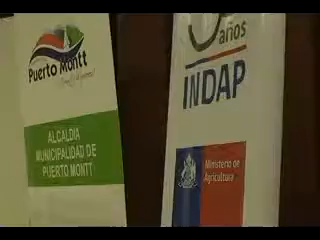 Puerto Montt
ALCALDIA
MUNICIPALIDAD DE
PUERTO MONTT
años
INDAP
Ministerio de
Agricultura